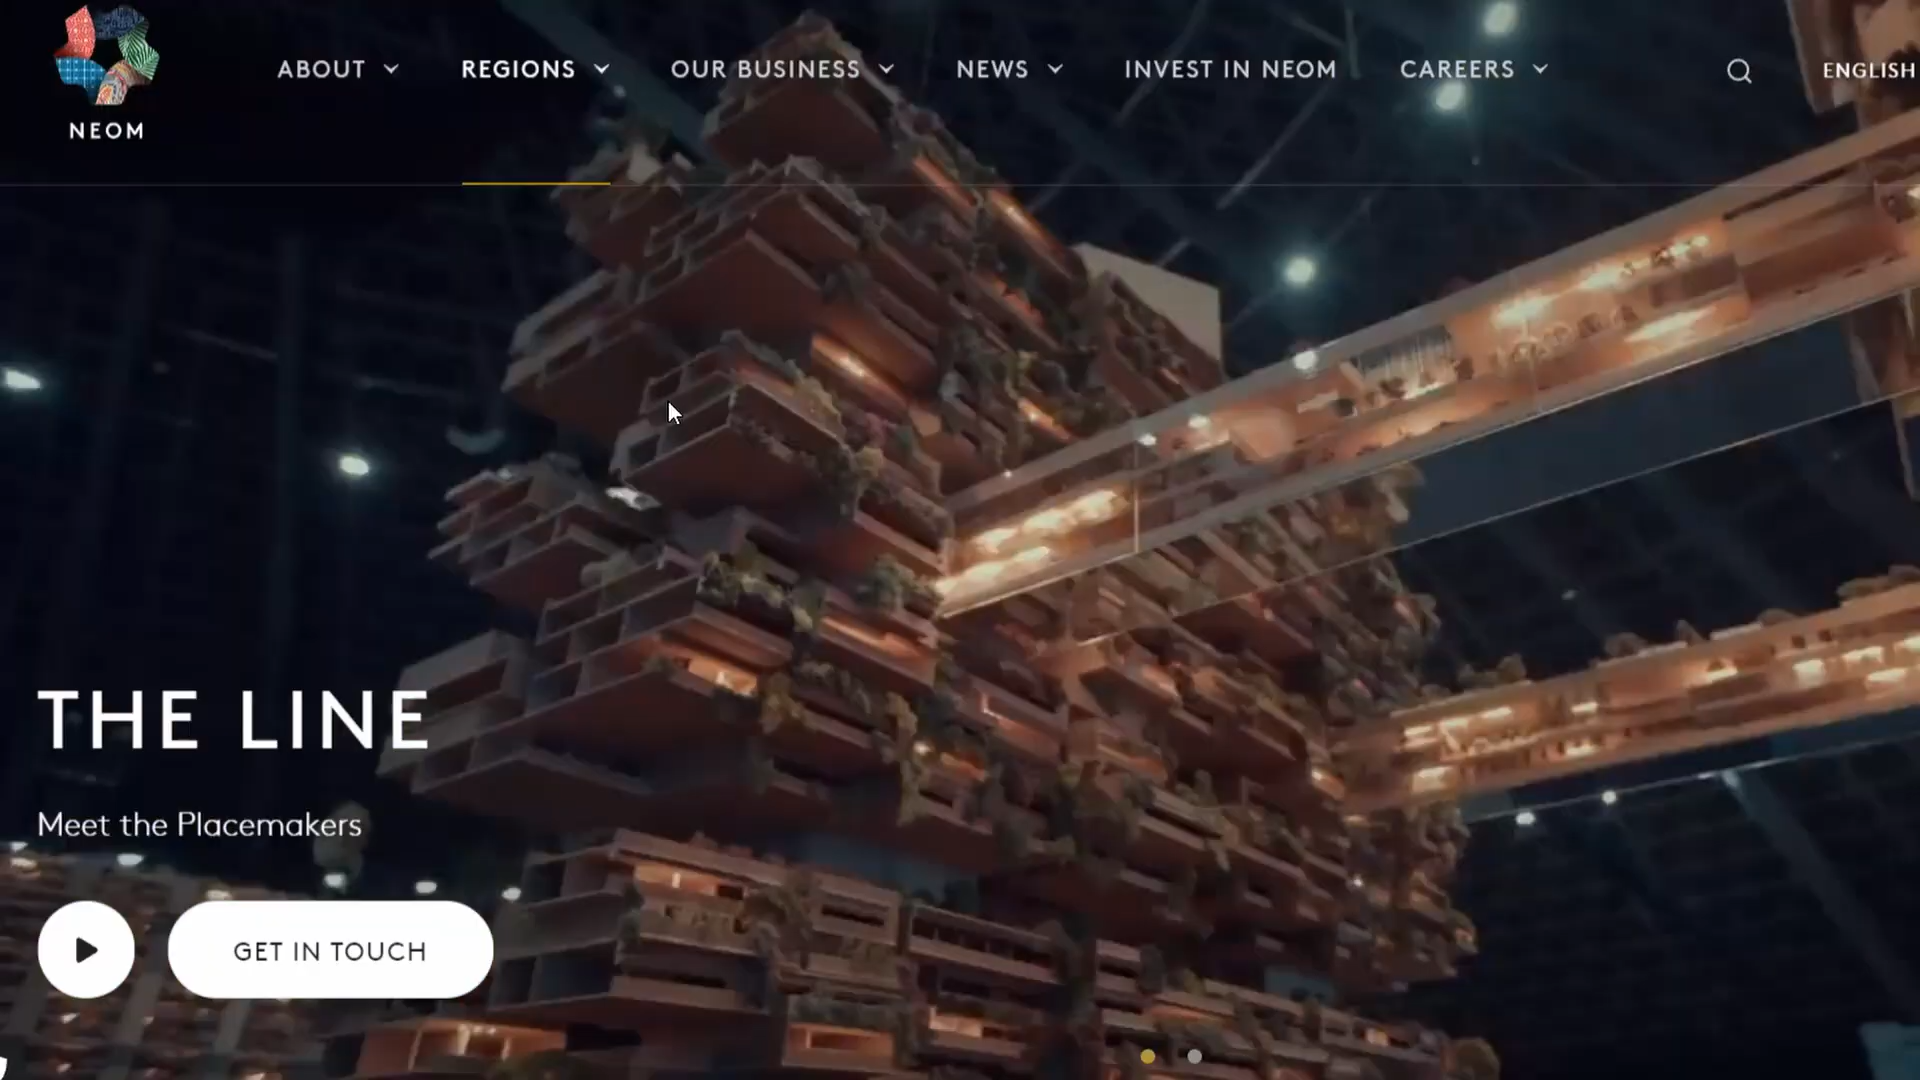 NEOM
ABOUT
REGIONS
OUR BUSINESS
NEWS
INVEST IN NEOM
CAREERS
ENGLISH
THE LINE
Meet the Placemakers
GET IN TOUCH